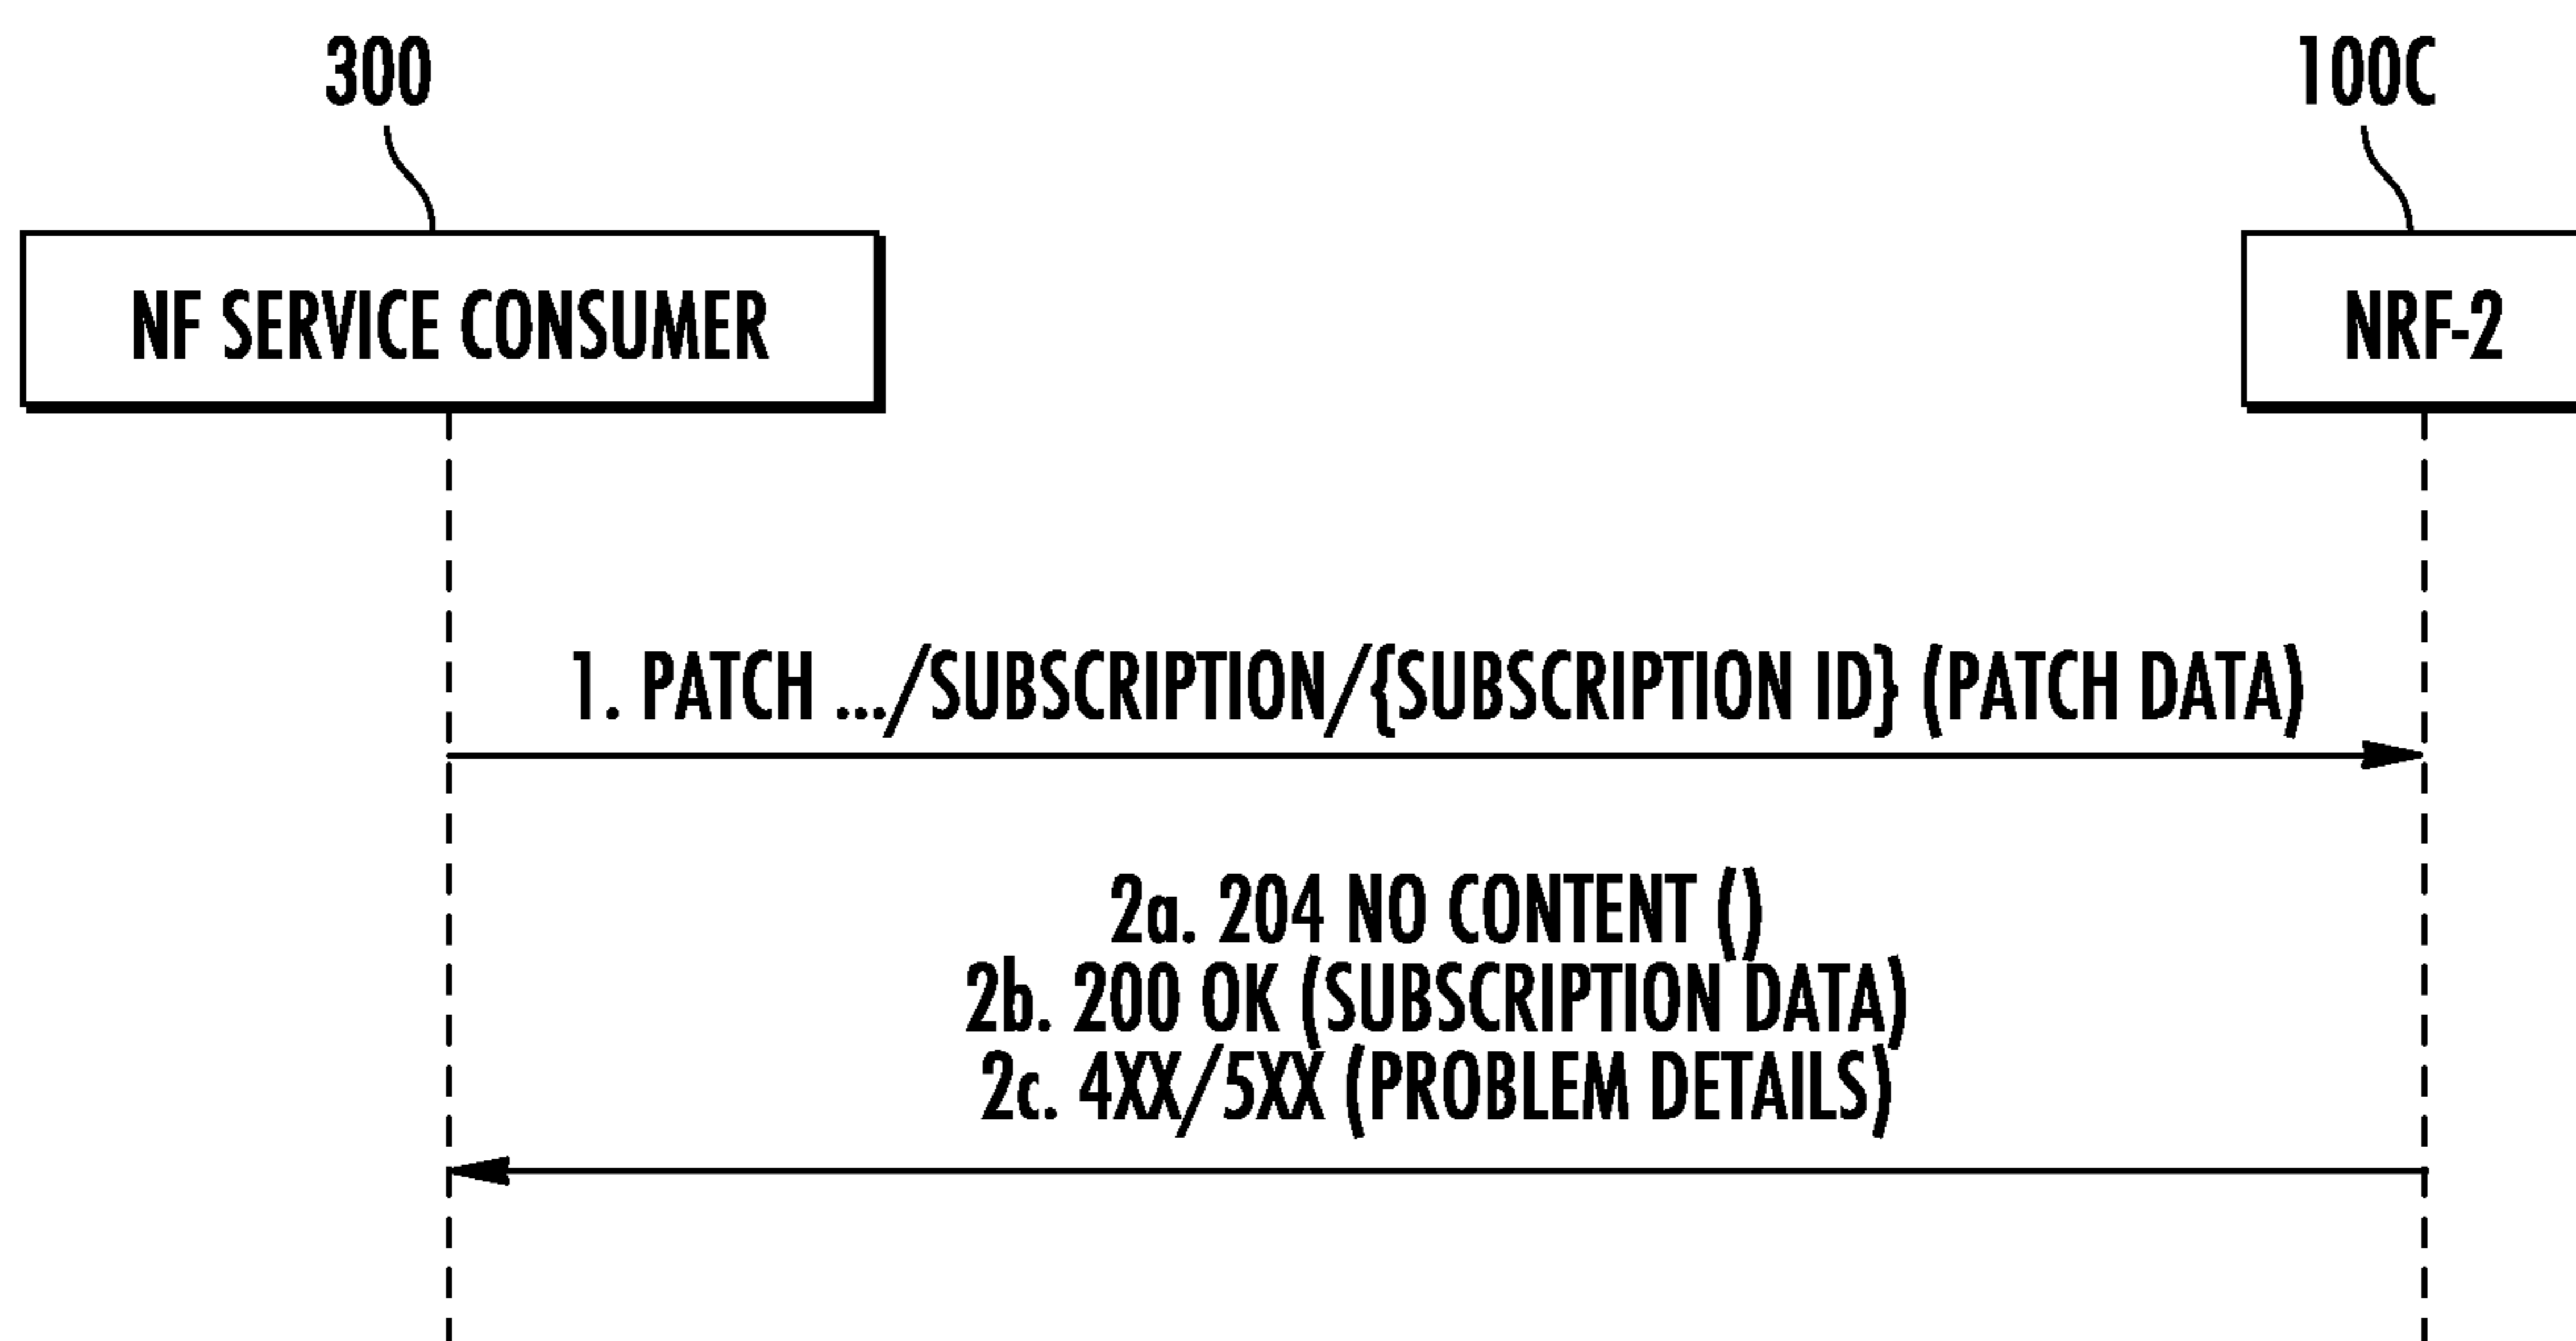 300
100C
NF SERVICE CONSUMER
NRF-2
1. PATCH .../SUBSCRIPTION/{SUBSCRIPTION ID} (PATCH DATA)
2a. 204 NO CONTENT ()
2b. 200 OK (SUBSCRIPTION DATA)
2c. 4XX/5XX (PROBLEM DETAILS)